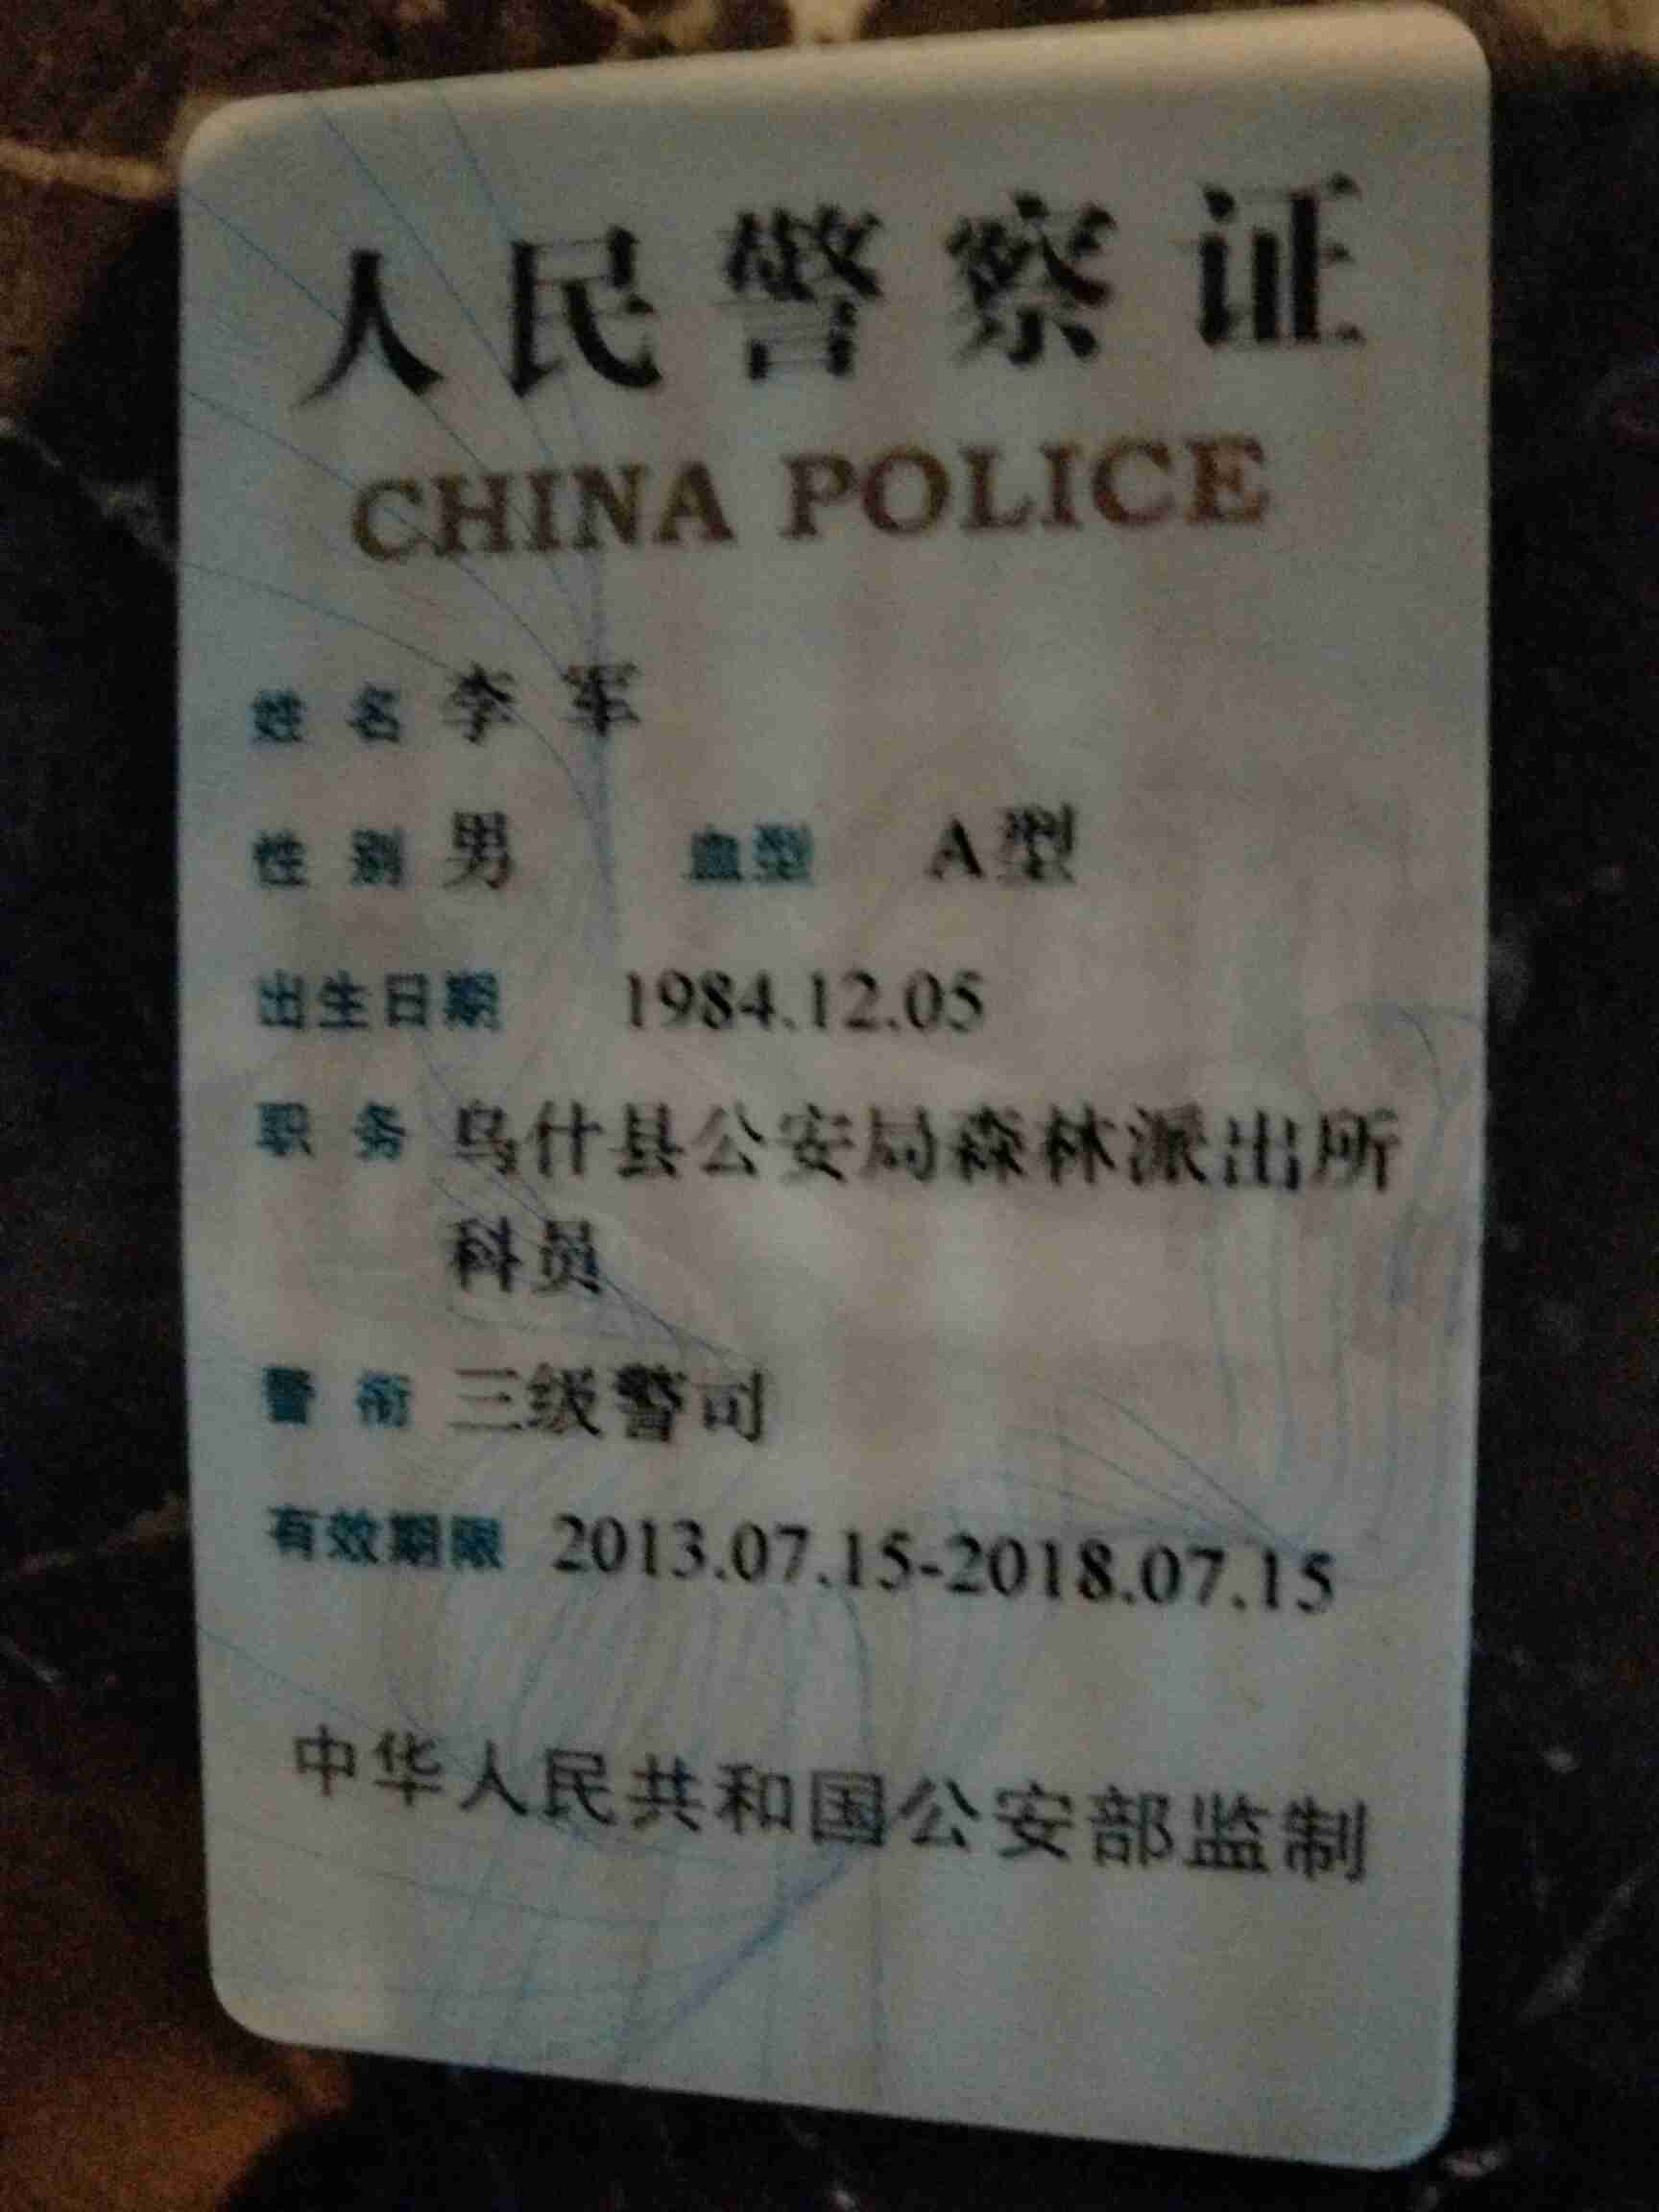 人民警察证
CHINA POLICE
姓名 李军
性别 男 血型 A型
出生日期 1984.12.05
职务 乌什县公安局森林派出所
科员
警衔 三级警司
有效期限 2013.07.15-2018.07.15
中华人民共和国公安部监制